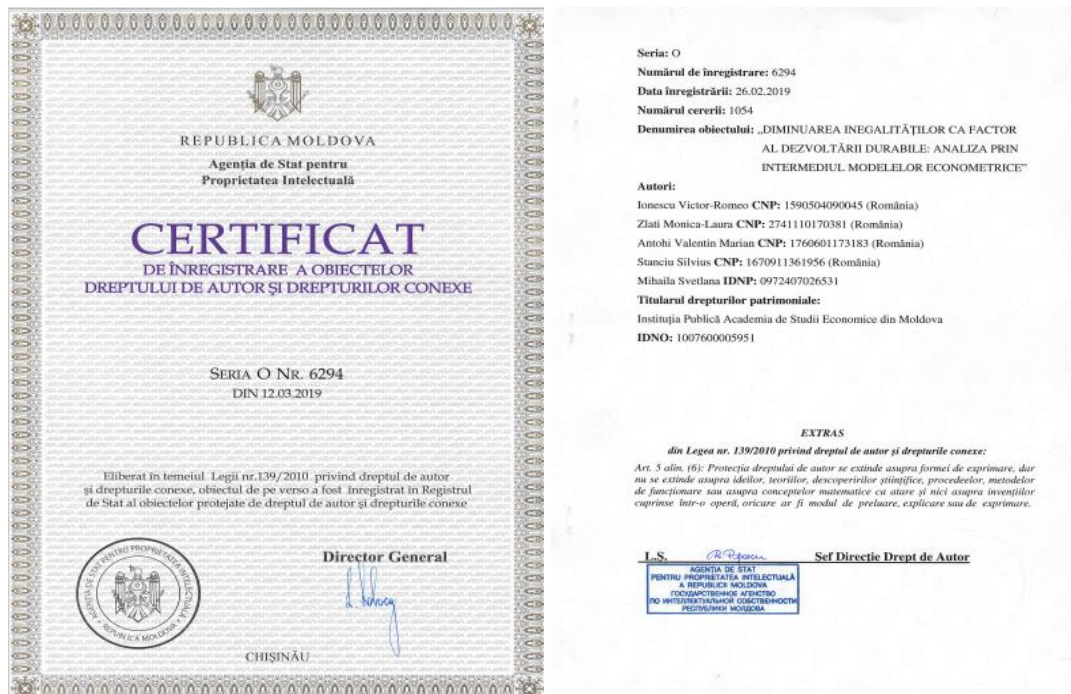 REPUBLICA MOLDOVA
Agenția de Stat pentru
Proprietatea Intelectuală
CERTIFICAT
DE ÎNREGISTRARE A OBIECTELOR
DREPTULUI DE AUTOR ȘI DREPTURILOR CONEXE
SERIA O NR. 6294
DIN 12.03.2019
Eliberat în temeiul Legii nr.139/2010 privind dreptul de autor
și drepturile conexe, obiectul de pe verso a fost înregistrat în Registrul
de Stat al obiectelor protejate de dreptul de autor și drepturile conexe
Director General
AGENȚIA DE STAT PENTRU PROPRIETATEA INTELECTUALĂ
REPUBLICA MOLDOVA
CHIȘINĂU
Seria: O
Numărul de înregistrare: 6294
Data înregistrării: 26.02.2019
Numărul cererii: 1054
Denumirea obiectului: „DIMINUAREA INEGALITĂȚILOR CA FACTOR
AL DEZVOLTĂRII DURABILE: ANALIZA PRIN
INTERMEDIUL MODELELOR ECONOMETRICE”
Autori:
Ionescu Victor-Romeo CNP: 1590504090045 (România)
Zlati Monica-Laura CNP: 2741110170381 (România)
Antohi Valentin Marian CNP: 1760601173183 (România)
Stanciu Silvius CNP: 1670911361956 (România)
Mihaila Svetlana IDNP: 0972407026531
Titularul drepturilor patrimoniale:
Instituția Publică Academia de Studii Economice din Moldova
IDNO: 1007600005951
EXTRAS
din Legea nr. 139/2010 privind dreptul de autor și drepturile conexe:
Art. 5 alin. (6): Protecția dreptului de autor se extinde asupra formei de exprimare, dar
nu se extinde asupra ideilor, teoriilor, descoperirilor științifice, procedeelor, metodelor
de funcționare sau asupra conceptelor matematice ca atare și nici asupra invențiilor
cuprinse într-o operă, oricare ar fi modul de preluare, explicare sau de exprimare.
L.S. Șef Direcție Drept de Autor
AGENȚIA DE STAT
PENTRU PROPRIETATEA INTELECTUALĂ
A REPUBLICII MOLDOVA
ГОСУДАРСТВЕННОЕ АГЕНТСТВО
ПО ИНТЕЛЛЕКТУАЛЬНОЙ СОБСТВЕННОСТИ
РЕСПУБЛИКИ МОЛДОВА